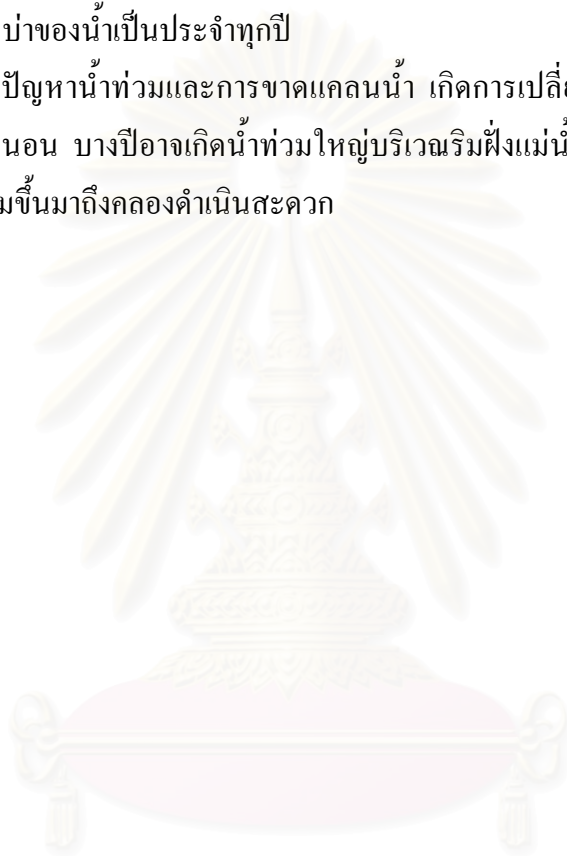 บ่าของน้ำเป็นประจำทุกปี
ปัญหาน้ำท่วมและการขาดแคลนน้ำ เกิดการเปลี่ย
นอน บางปีอาจเกิดน้ำท่วมใหญ่บริเวณริมฝั่งแม่น้ำ
มขึ้นมาถึงคลองดำเนินสะดวก